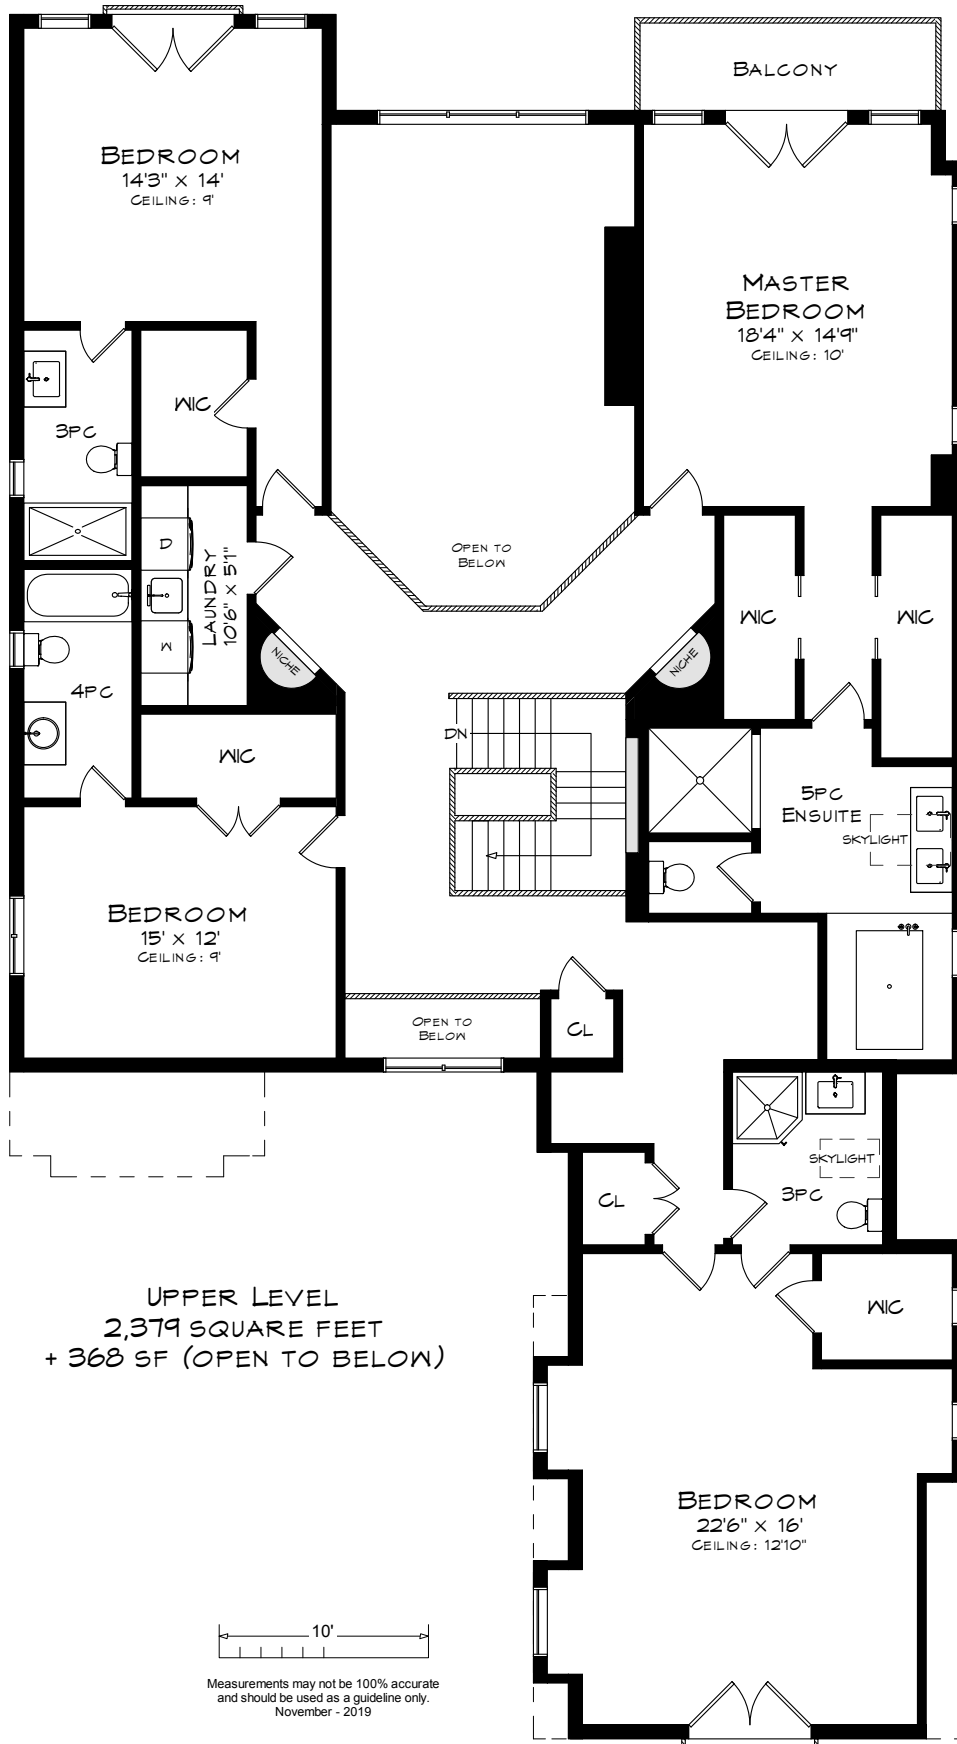 BALCONY
BEDROOM
14'3" X 14'
CEILING: 9'
MASTER
BEDROOM
18'4" X 14'9"
CEILING: 10'
WIC
3PC
D
LAUNDRY
10'6" X 5'1"
W
OPEN TO
BELOW
NICHE
NICHE
WIC
WIC
4PC
WIC
DN
5PC
ENSUITE
SKYLIGHT
BEDROOM
15' X 12'
CEILING: 9'
OPEN TO
BELOW
CL
SKYLIGHT
3PC
CL
WIC
UPPER LEVEL
2,379 SQUARE FEET
+ 368 SF (OPEN TO BELOW)
BEDROOM
22'6" X 16'
CEILING: 12'10"
10'
Measurements may not be 100% accurate
and should be used as a guideline only.
November - 2019